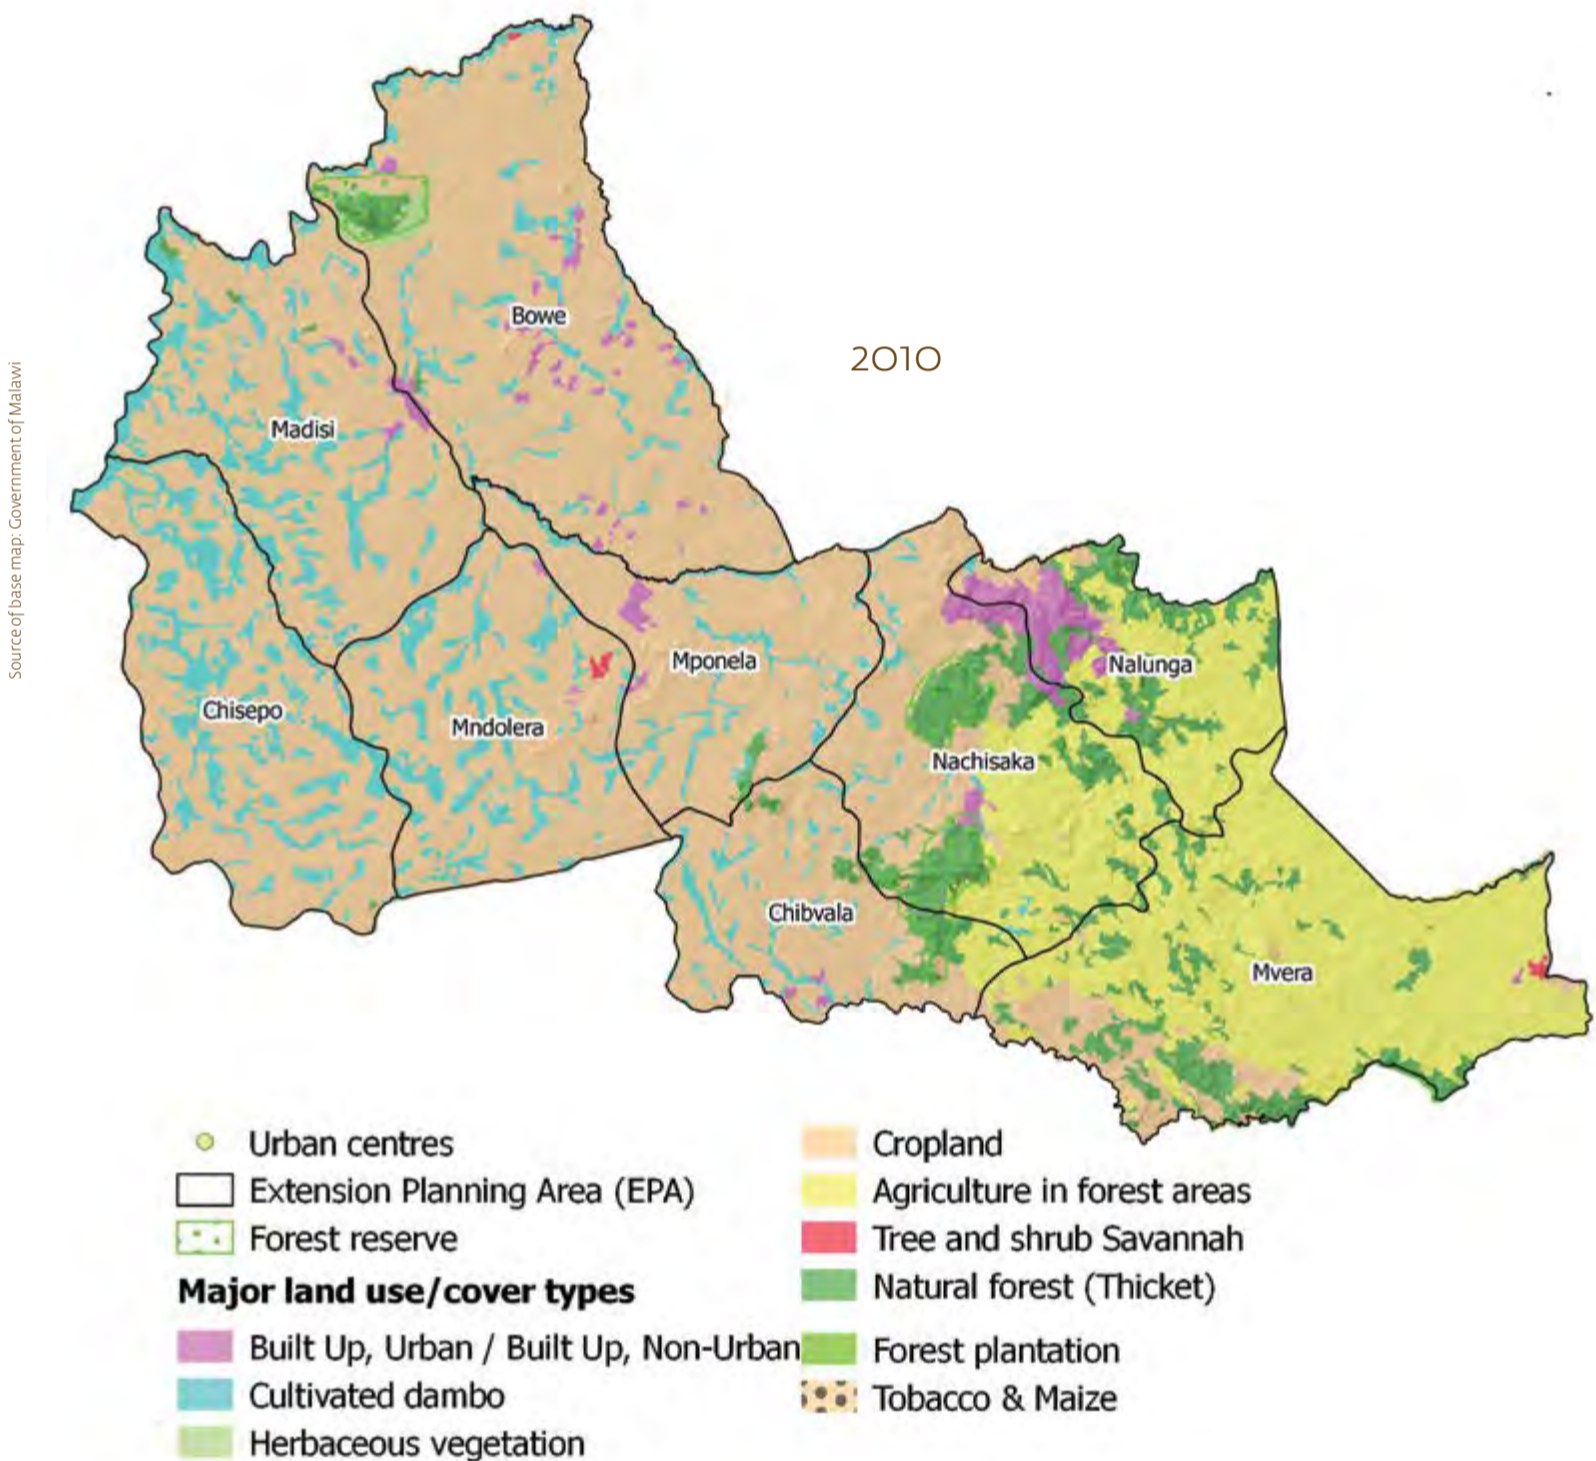 Source of base map: Government of Malawi
2010
Bowe
Madisi
Chisepo
Mndolera
Mponela
Nalunga
Nachisaka
Chibvala
Mvera
Urban centres
Extension Planning Area (EPA)
Forest reserve
Major land use/cover types
Built Up, Urban / Built Up, Non-Urban
Cultivated dambo
Herbaceous vegetation
Cropland
Agriculture in forest areas
Tree and shrub Savannah
Natural forest (Thicket)
Forest plantation
Tobacco & Maize